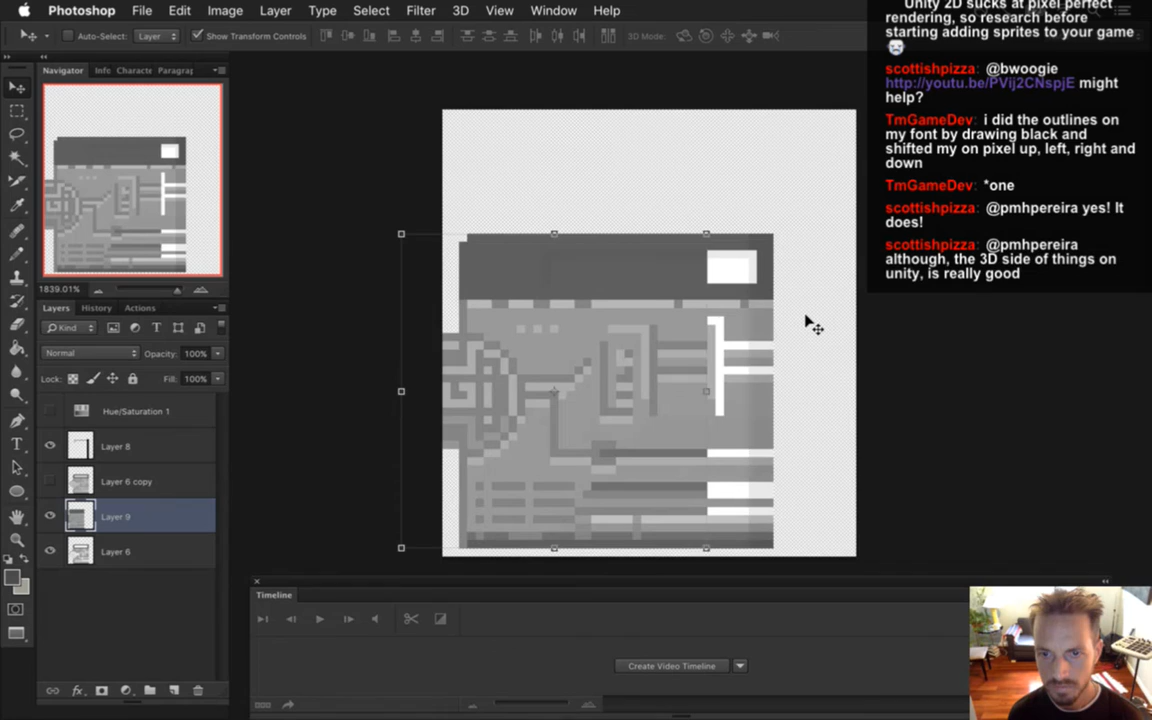 Photoshop File Edit Image Layer Type Select Filter 3D View Window Help
Auto-Select: Layer Show Transform Controls 3D Mode:
Navigator Info Characte Paragraph
1839.01%
Layers History Actions
Kind
Normal Opacity: 100%
Lock: Fill: 100%
Hue/Saturation 1
Layer 8
Layer 6 copy
Layer 9
Layer 6
fx
Timeline
Create Video Timeline
Unity 2D sucks at pixel perfect
rendering, so research before
starting adding sprites to your game
scottishpizza: @bwoogie
http://youtu.be/PVij2CNspjE might
help?
TmGameDev: i did the outlines on
my font by drawing black and
shifted my on pixel up, left, right and
down
TmGameDev: *one
scottishpizza: @pmhpereira yes! It
does!
scottishpizza: @pmhpereira
although, the 3D side of things on
unity, is really good